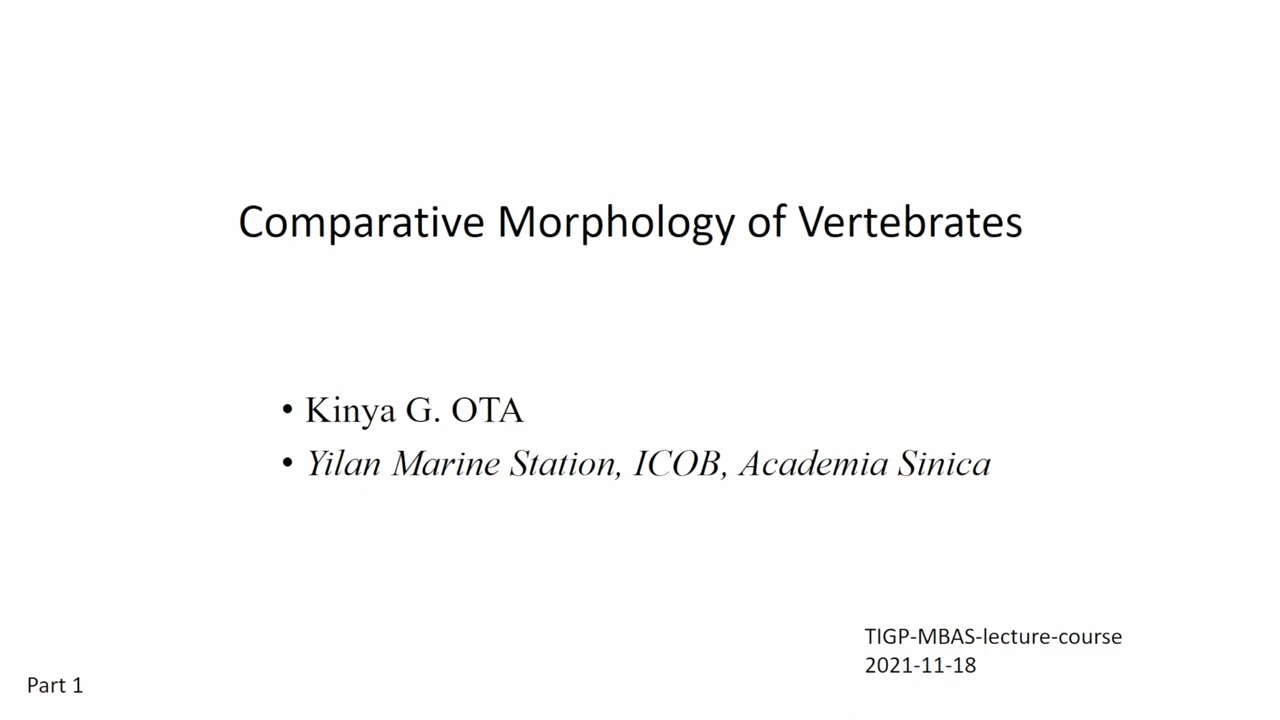 Comparative Morphology of Vertebrates
• Kinya G. OTA
• Yilan Marine Station, ICOB, Academia Sinica
TIGP-MBAS-lecture-course
2021-11-18
Part 1